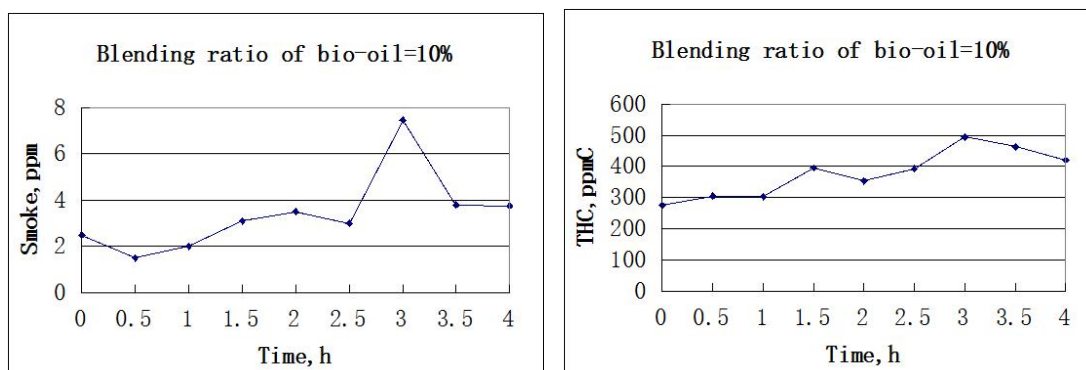 Blending ratio of bio-oil=10%
Smoke, ppm
8
6
4
2
0
0 0.5 1 1.5 2 2.5 3 3.5 4
Time, h
Blending ratio of bio-oil=10%
THC, ppmC
600
500
400
300
200
100
0
0 0.5 1 1.5 2 2.5 3 3.5 4
Time, h